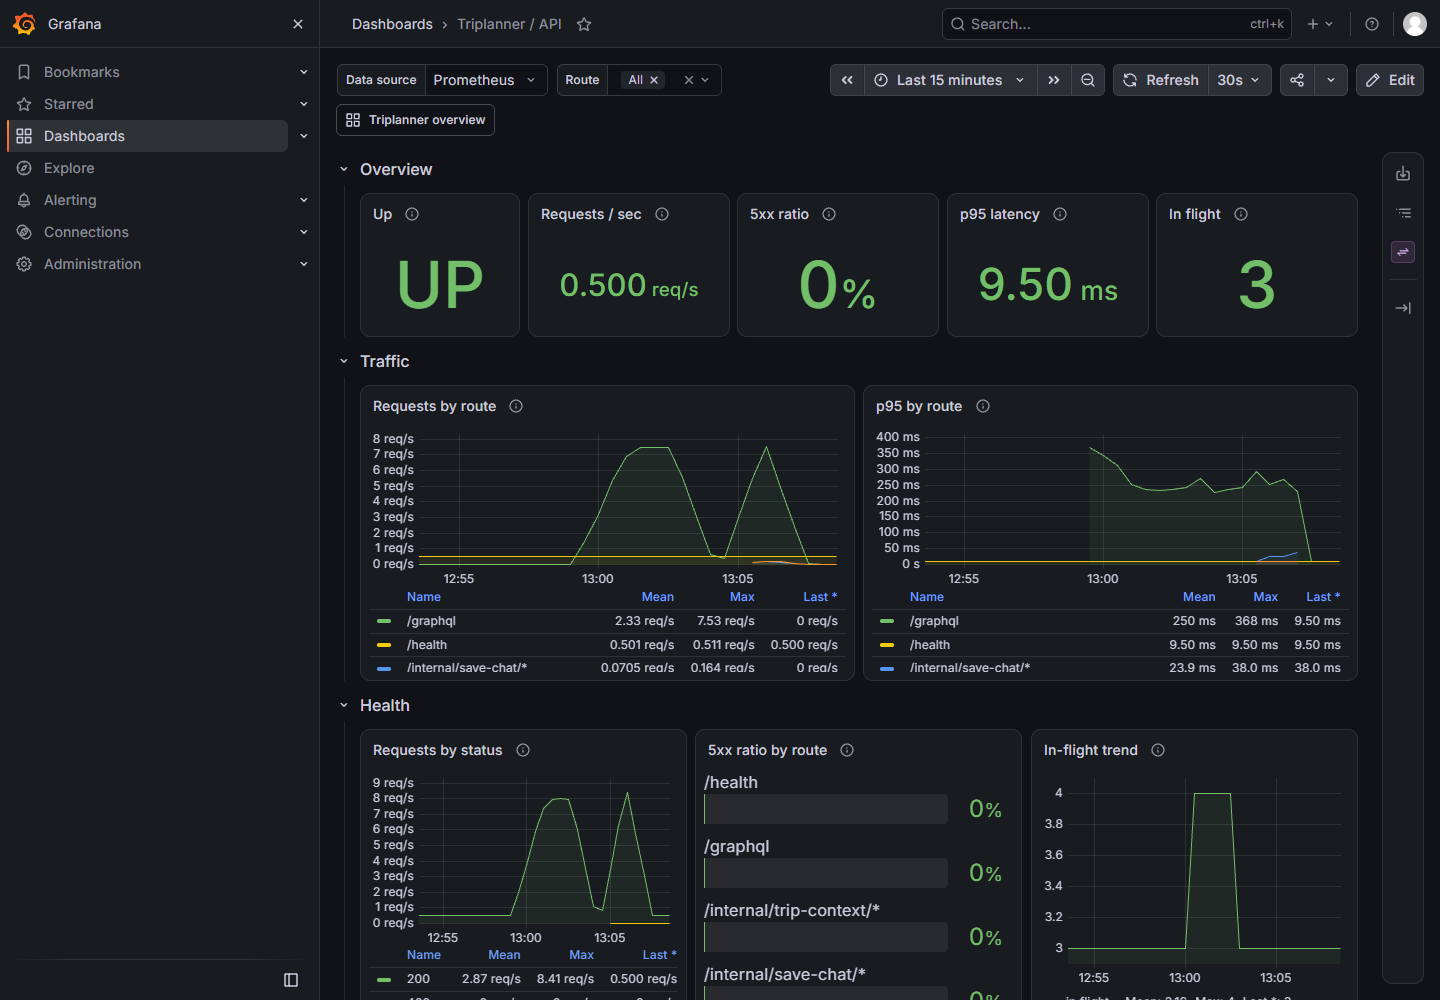 Grafana
Dashboards › Triplanner / API
Search... ctrl+k
Bookmarks
Starred
Dashboards
Explore
Alerting
Connections
Administration
Data source Prometheus Route All
Last 15 minutes Refresh 30s Edit
Triplanner overview
Overview
Up
UP
Requests / sec
0.500 req/s
5xx ratio
0%
p95 latency
9.50 ms
In flight
3
Traffic
Requests by route
8 req/s
7 req/s
6 req/s
5 req/s
4 req/s
3 req/s
2 req/s
1 req/s
0 req/s
12:55 13:00 13:05
Name Mean Max Last *
/graphql 2.33 req/s 7.53 req/s 0 req/s
/health 0.501 req/s 0.511 req/s 0.500 req/s
/internal/save-chat/* 0.0705 req/s 0.164 req/s 0 req/s
p95 by route
400 ms
350 ms
300 ms
250 ms
200 ms
150 ms
100 ms
50 ms
0 s
12:55 13:00 13:05
Name Mean Max Last *
/graphql 250 ms 368 ms 9.50 ms
/health 9.50 ms 9.50 ms 9.50 ms
/internal/save-chat/* 23.9 ms 38.0 ms 38.0 ms
Health
Requests by status
9 req/s
8 req/s
7 req/s
6 req/s
5 req/s
4 req/s
3 req/s
2 req/s
1 req/s
0 req/s
12:55 13:00 13:05
Name Mean Max Last *
200 2.87 req/s 8.41 req/s 0.500 req/s
5xx ratio by route
/health
0%
/graphql
0%
/internal/trip-context/*
0%
/internal/save-chat/*
0%
In-flight trend
4
3.8
3.6
3.4
3.2
3
12:55 13:00 13:05